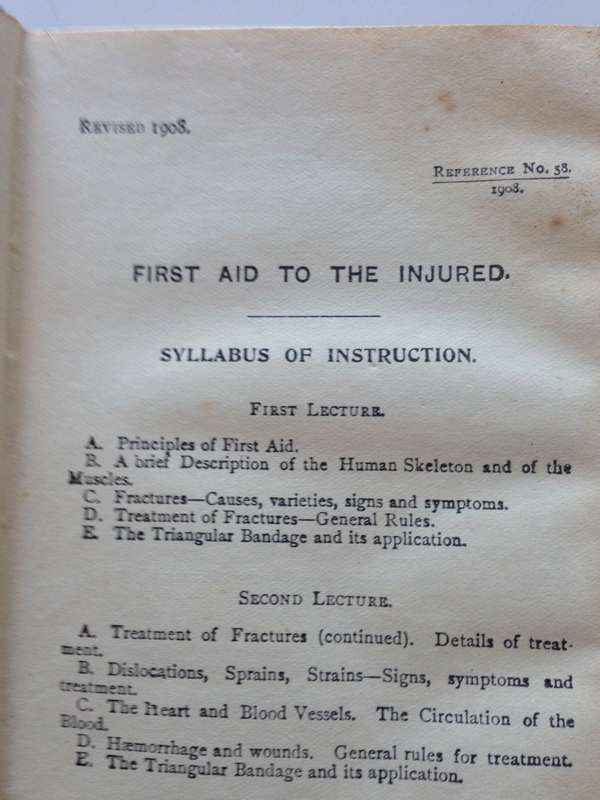 REVISED 1908.
REFERENCE NO. 58.
1908.
FIRST AID TO THE INJURED.
SYLLABUS OF INSTRUCTION.
FIRST LECTURE.
A. Principles of First Aid.
B. A brief Description of the Human Skeleton and of the
Muscles.
C. Fractures—Causes, varieties, signs and symptoms.
D. Treatment of Fractures—General Rules.
E. The Triangular Bandage and its application.
SECOND LECTURE.
A. Treatment of Fractures (continued). Details of treat-
ment.
B. Dislocations, Sprains, Strains—Signs, symptoms and
treatment.
C. The Heart and Blood Vessels. The Circulation of the
Blood.
D. Hæmorrhage and wounds. General rules for treatment.
E. The Triangular Bandage and its application.